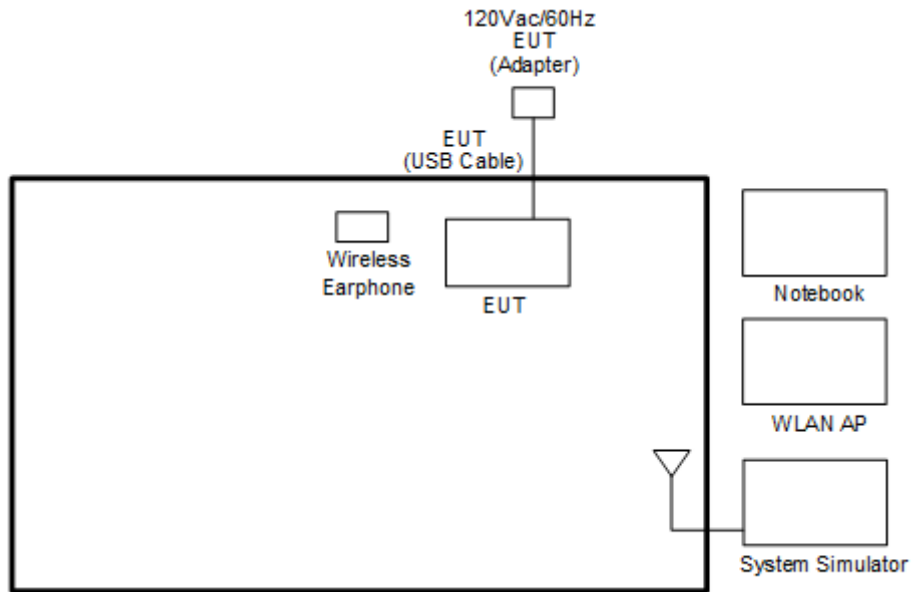 120Vac/60Hz
EUT
(Adapter)
EUT
(USB Cable)
Wireless
Earphone
EUT
Notebook
WLAN AP
System Simulator